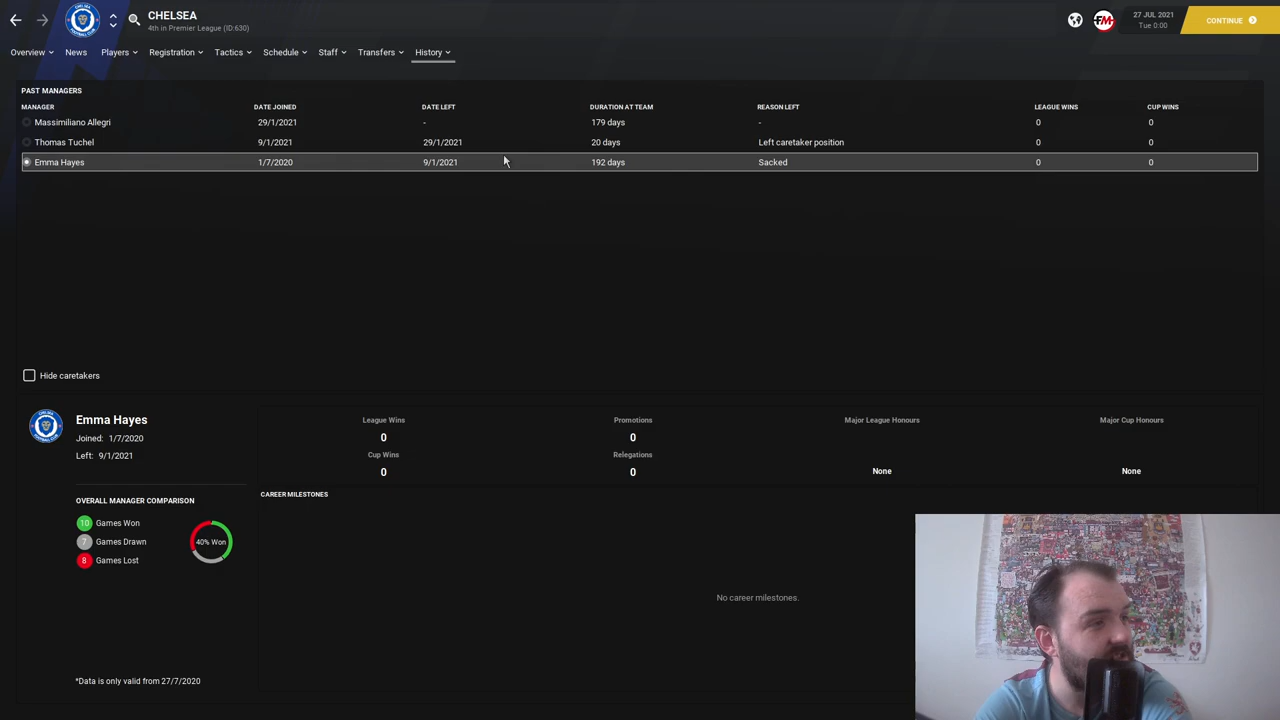 CHELSEA
4th in Premier League (ID:630)
27 JUL 2021
Tue 0:00
CONTINUE
Overview News Players Registration Tactics Schedule Staff Transfers History
PAST MANAGERS
MANAGER DATE JOINED DATE LEFT DURATION AT TEAM REASON LEFT LEAGUE WINS CUP WINS
Massimiliano Allegri 29/1/2021 - 179 days - 0 0
Thomas Tuchel 9/1/2021 29/1/2021 20 days Left caretaker position 0 0
Emma Hayes 1/7/2020 9/1/2021 192 days Sacked 0 0
Hide caretakers
Emma Hayes
Joined: 1/7/2020
Left: 9/1/2021
OVERALL MANAGER COMPARISON
10 Games Won
7 Games Drawn
8 Games Lost
40% Won
*Data is only valid from 27/7/2020
League Wins Promotions Major League Honours Major Cup Honours
0 0
Cup Wins Relegations
0 0 None None
CAREER MILESTONES
No career milestones.